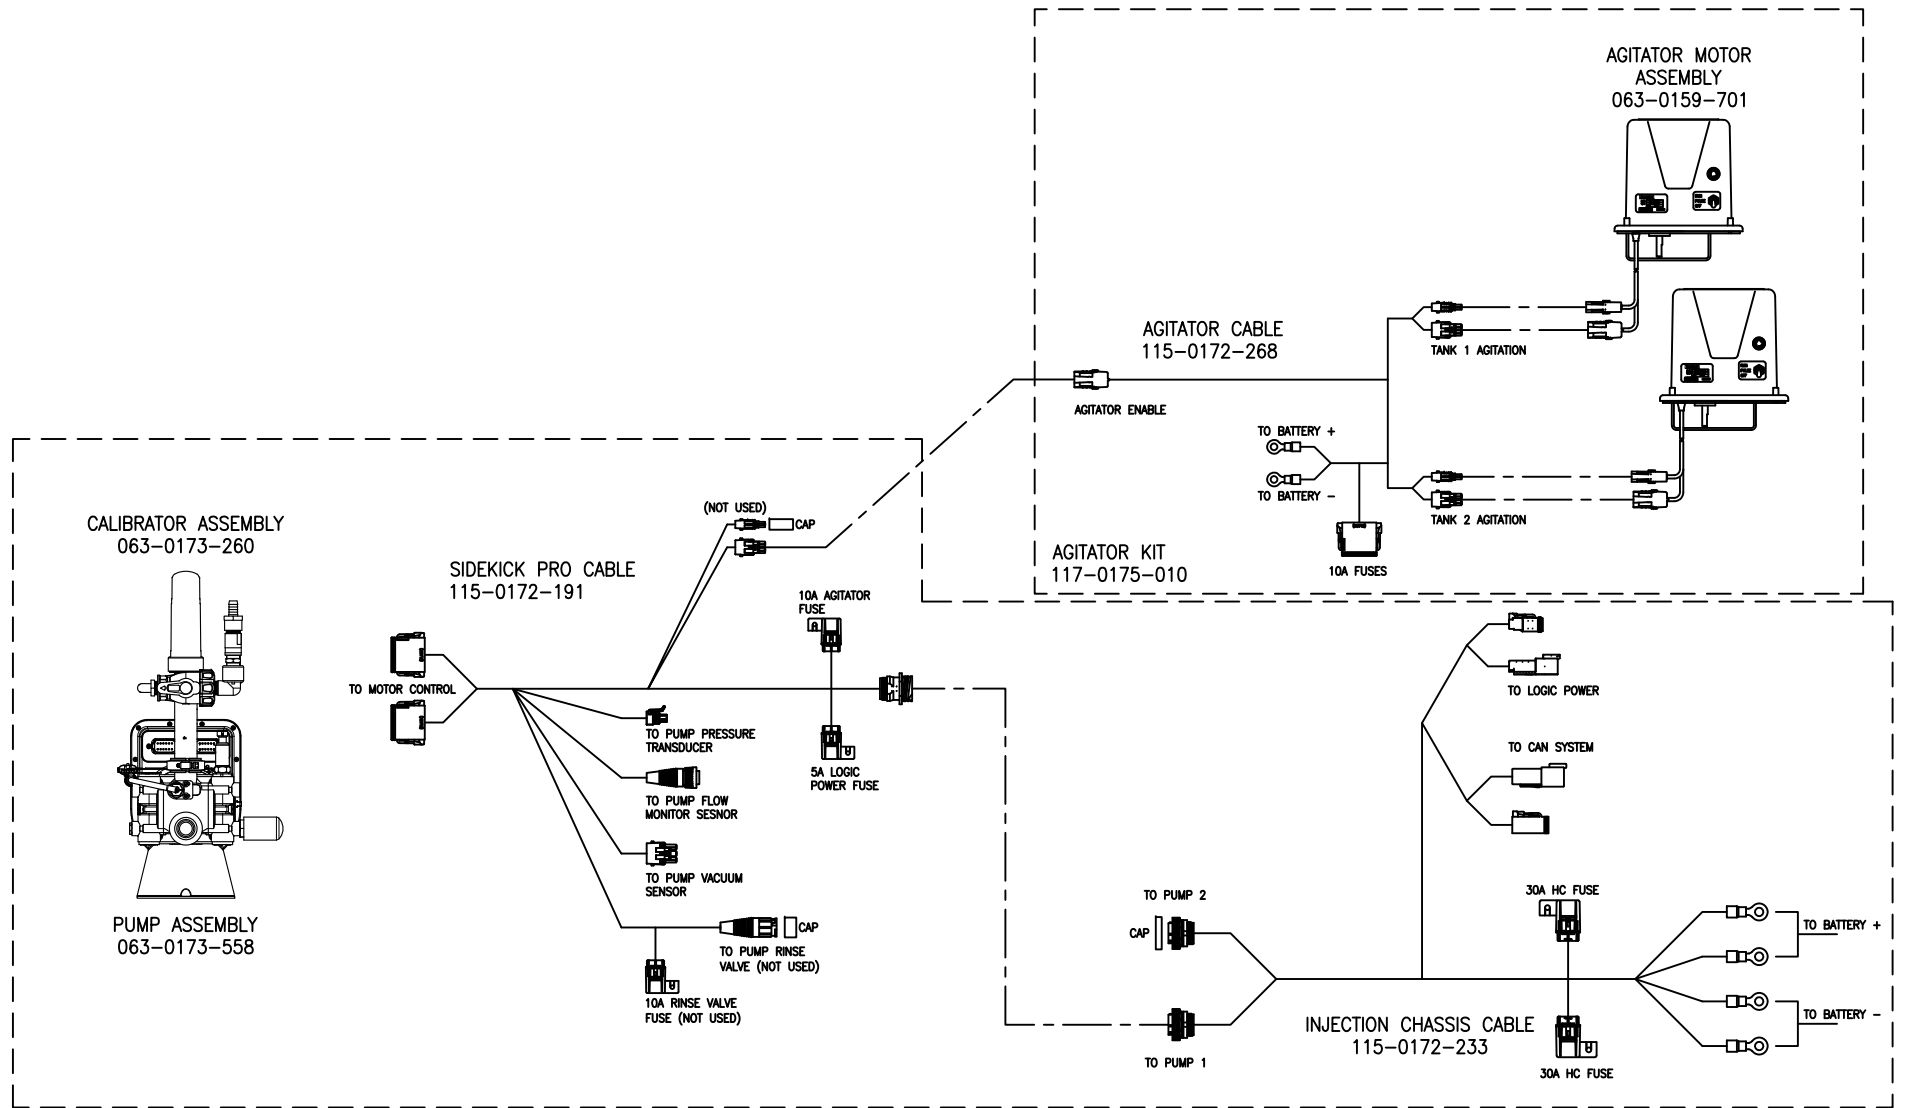 AGITATOR MOTOR
ASSEMBLY
063-0159-701
AGITATOR CABLE
115-0172-268
TANK 1 AGITATION
AGITATOR ENABLE
TO BATTERY +
TO BATTERY -
TANK 2 AGITATION
10A FUSES
AGITATOR KIT
117-0175-010
(NOT USED)
CAP
CALIBRATOR ASSEMBLY
063-0173-260
SIDEKICK PRO CABLE
115-0172-191
10A AGITATOR
FUSE
TO MOTOR CONTROL
TO PUMP PRESSURE
TRANSDUCER
5A LOGIC
POWER FUSE
TO PUMP FLOW
MONITOR SESNOR
TO PUMP VACUUM
SENSOR
CAP
TO PUMP RINSE
VALVE (NOT USED)
10A RINSE VALVE
FUSE (NOT USED)
PUMP ASSEMBLY
063-0173-558
TO LOGIC POWER
TO CAN SYSTEM
TO PUMP 2
CAP
30A HC FUSE
TO BATTERY +
TO BATTERY -
INJECTION CHASSIS CABLE
115-0172-233
TO PUMP 1
30A HC FUSE